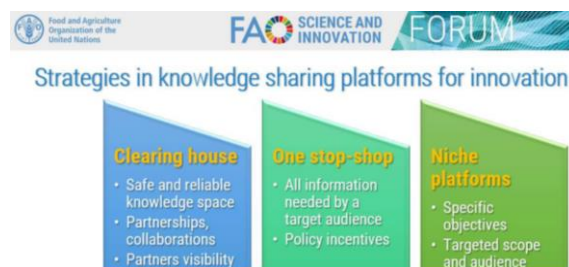 Food and Agriculture
Organization of the
United Nations
FAO SCIENCE AND
INNOVATION
FORUM
Strategies in knowledge sharing platforms for innovation
Clearing house
• Safe and reliable
knowledge space
• Partnerships,
collaborations
• Partners visibility
One stop-shop
• All information
needed by a
target audience
• Policy incentives
Niche
platforms
• Specific
objectives
• Targeted scope
and audience